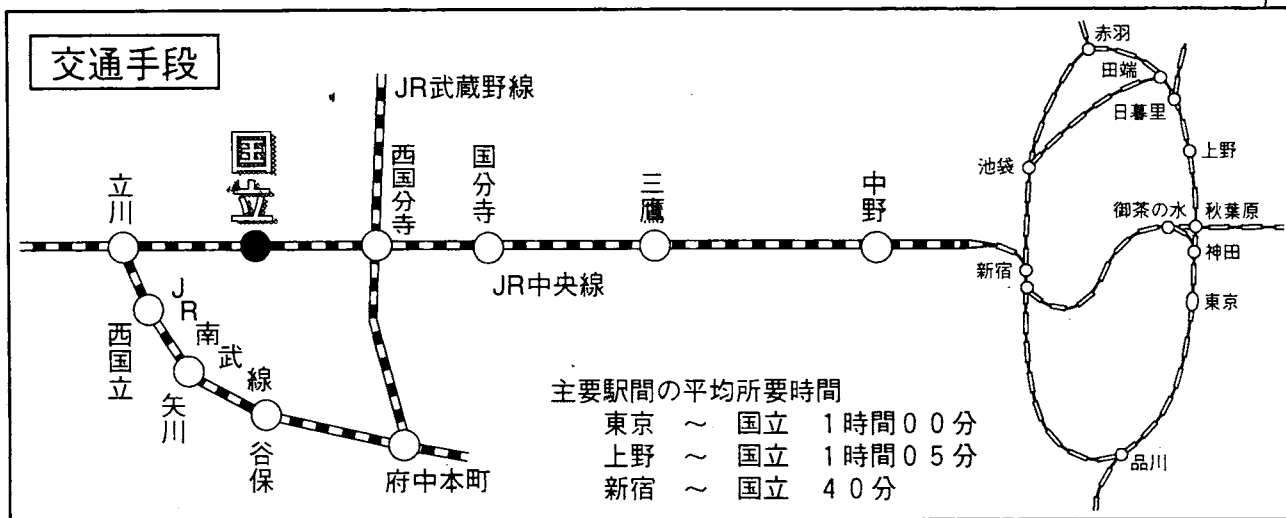 交通手段
JR武蔵野線
国立
立川
西国分寺
国分寺
三鷹
中野
JR中央線
JR南武線
西国立
矢川
谷保
府中本町
赤羽
田端
日暮里
池袋
上野
御茶の水
秋葉原
神田
新宿
東京
品川
主要駅間の平均所要時間
東京 ～ 国立 1時間00分
上野 ～ 国立 1時間05分
新宿 ～ 国立 40分